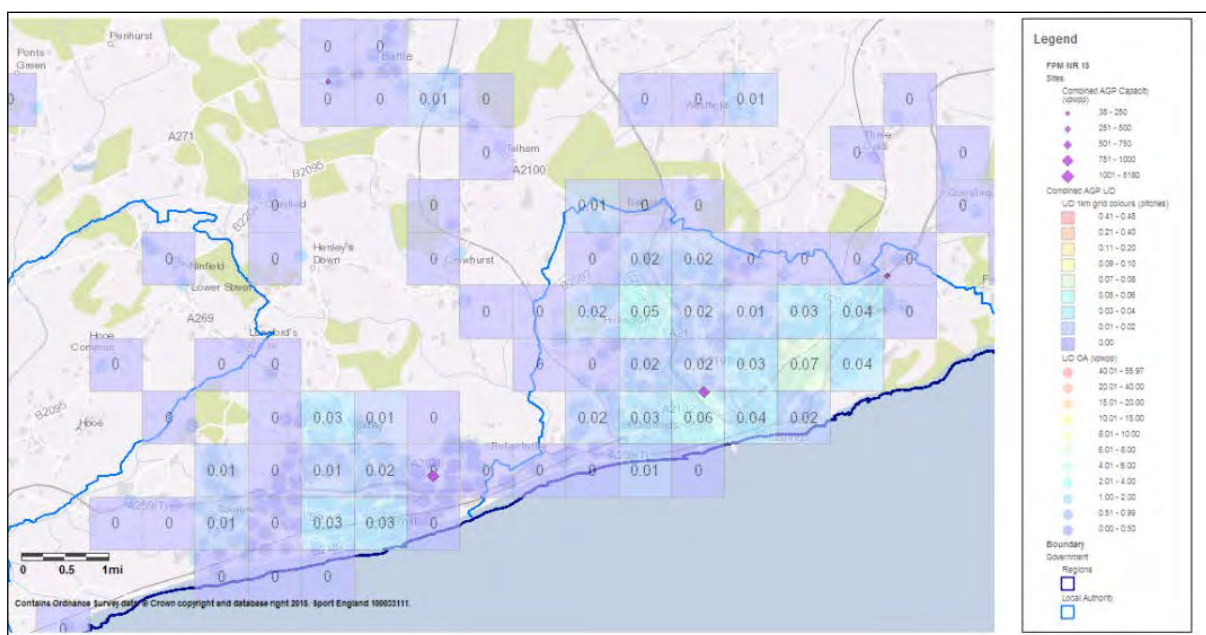 Penhurst
Ponts
Green
0 0
Battle
0 0 0 0.01 0 0 0 0.01 0
Westfield
A271
B2095
Telham
A2100
Three
Oaks
0 0 0
0 0 0.01 0 0 0
Guestling
Ninfield
Lower Street
Henley's
Down
Crowhurst
0 0 0 0.02 0.02 0 0 0 0
A269
0 0 0.02 0.05 0.02 0.01 0.03 0.04 0
A21
Hooe
Common
Lunsford's
0 0 0 0 0 0.02 0.02 0.03 0.07 0.04
B2095
Hooe
0 0 0.03 0.01 0 0.02 0.03 0.06 0.04 0.02
0.01 0 0.01 0.02 0 0 0 0 0.01 0
A259(T)
0 0 0.01 0 0.03 0.03 0
0 0 0
0
0 0.5 1mi
Contains Ordnance Survey data © Crown copyright and database right 2015. Sport England 100033111.
Legend
FPM NR 15
Sites
Combined AGP Capacity
(vpwpp)
38 - 250
251 - 500
501 - 750
751 - 1000
1001 - 5180
Combined AGP UD
UD 1km grid colours (pitches)
0.41 - 0.48
0.21 - 0.40
0.11 - 0.20
0.09 - 0.10
0.07 - 0.08
0.05 - 0.06
0.03 - 0.04
0.01 - 0.02
0.00
UD OA (vpwpp)
40.01 - 55.97
20.01 - 40.00
15.01 - 20.00
10.01 - 15.00
8.01 - 10.00
6.01 - 8.00
4.01 - 6.00
2.01 - 4.00
1.00 - 2.00
0.51 - 0.99
0.00 - 0.50
Boundary
Government
Regions
Local Authority